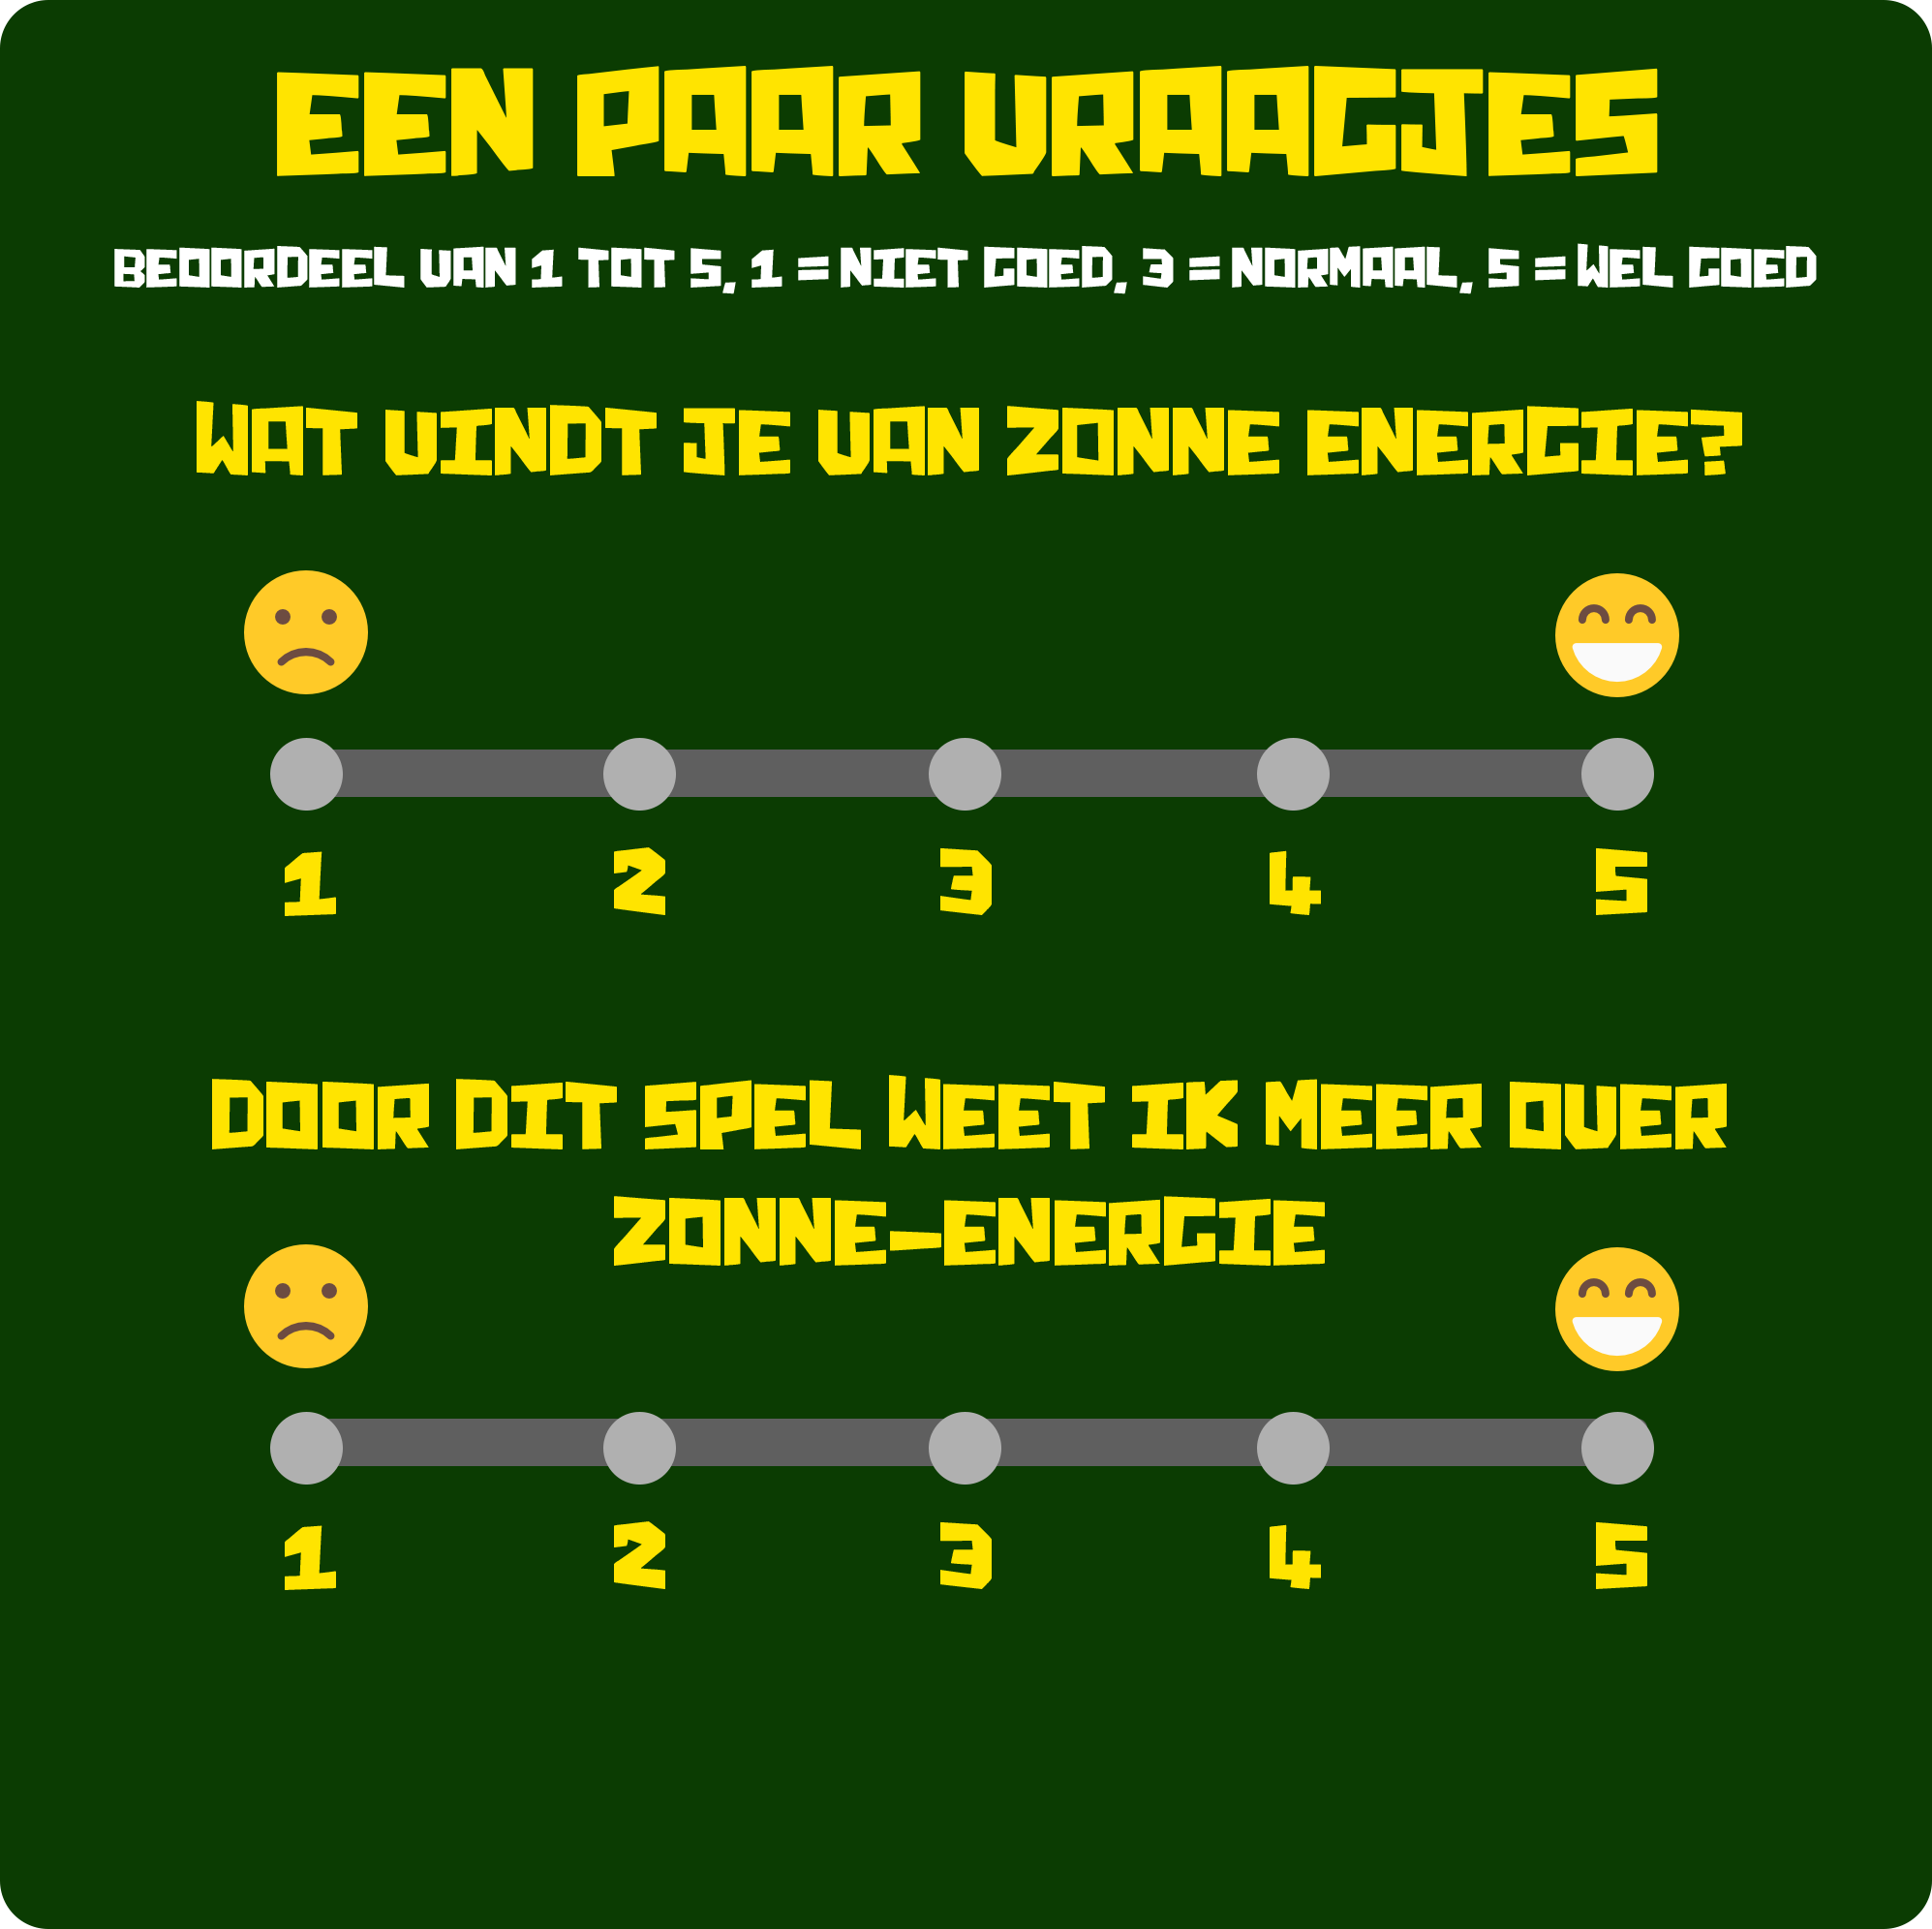 EEN PAAR VRAAGJES
BEOORDEEL VAN 1 TOT 5, 1 = NIET GOED, 3 = NORMAAL, 5 = WEL GOED
WAT VINDT JE VAN ZONNE ENERGIE?
1 2 3 4 5
DOOR DIT SPEL WEET IK MEER OVER
ZONNE-ENERGIE
1 2 3 4 5